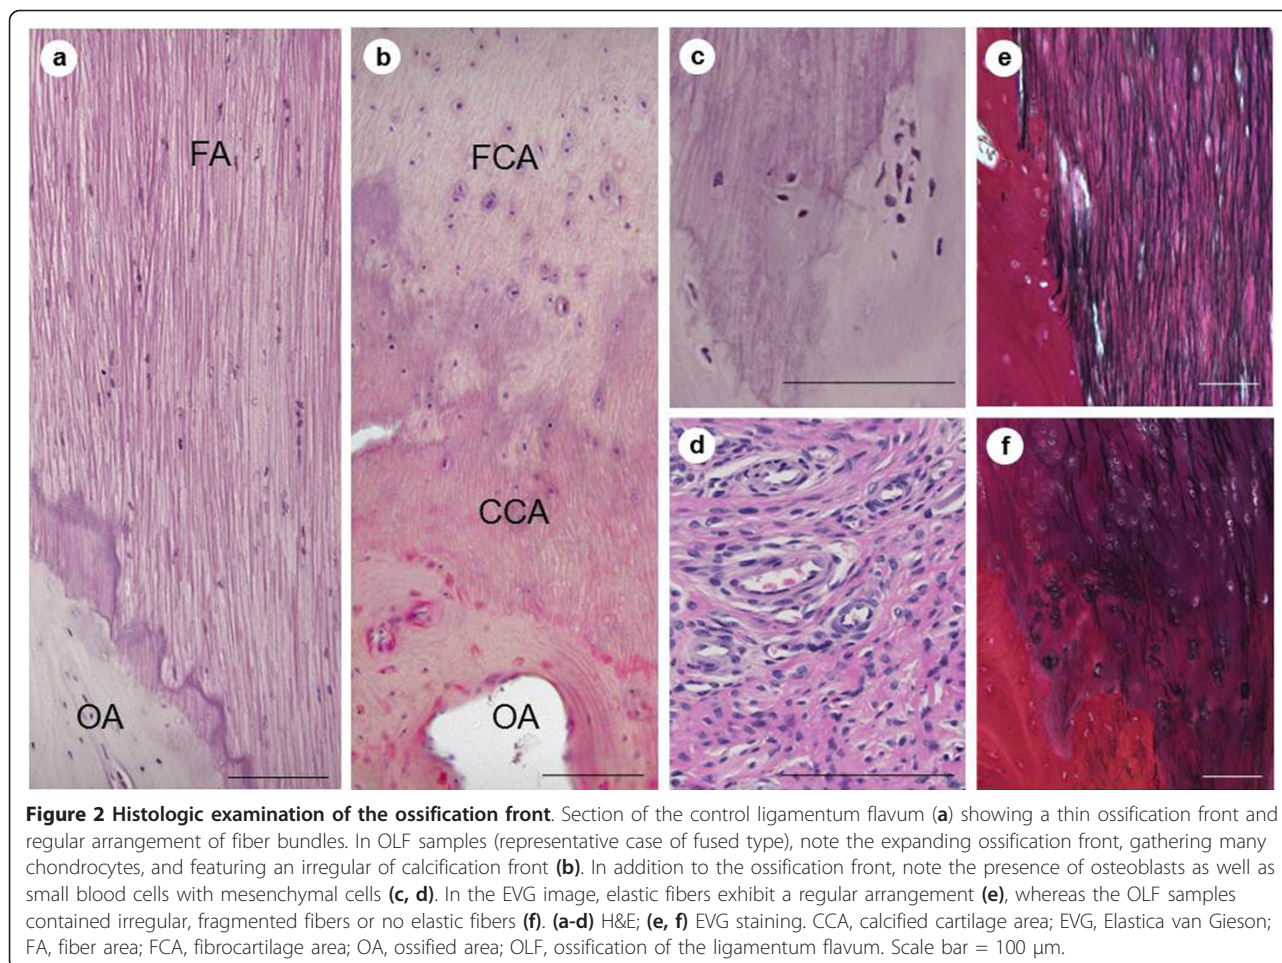 a
b
c
e
FA
FCA
d
f
CCA
OA
OA
Figure 2 Histologic examination of the ossification front. Section of the control ligamentum flavum (a) showing a thin ossification front and
regular arrangement of fiber bundles. In OLF samples (representative case of fused type), note the expanding ossification front, gathering many
chondrocytes, and featuring an irregular of calcification front (b). In addition to the ossification front, note the presence of osteoblasts as well as
small blood cells with mesenchymal cells (c, d). In the EVG image, elastic fibers exhibit a regular arrangement (e), whereas the OLF samples
contained irregular, fragmented fibers or no elastic fibers (f). (a-d) H&E; (e, f) EVG staining. CCA, calcified cartilage area; EVG, Elastica van Gieson;
FA, fiber area; FCA, fibrocartilage area; OA, ossified area; OLF, ossification of the ligamentum flavum. Scale bar = 100 μm.